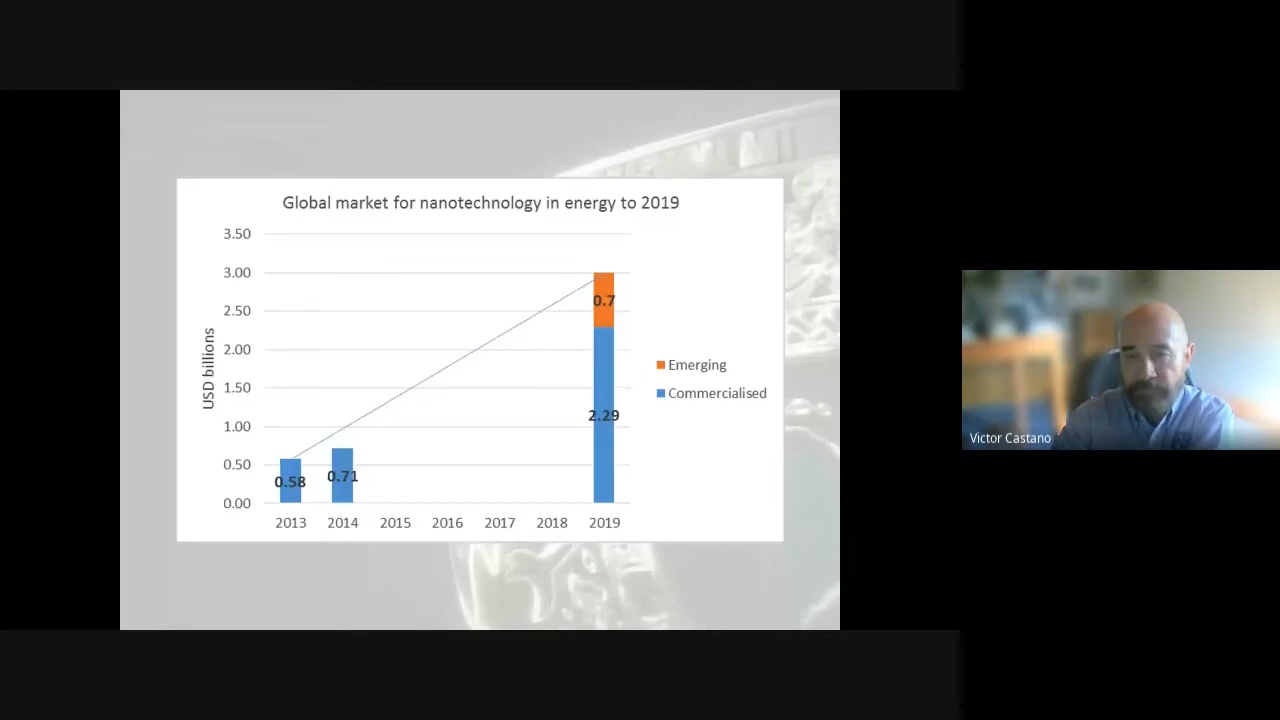 Global market for nanotechnology in energy to 2019
3.50
3.00
2.50
2.00
1.50
1.00
0.50
0.00
USD billions
0.58
0.71
0.7
2.29
2013 2014 2015 2016 2017 2018 2019
Emerging
Commercialised
Victor Castano